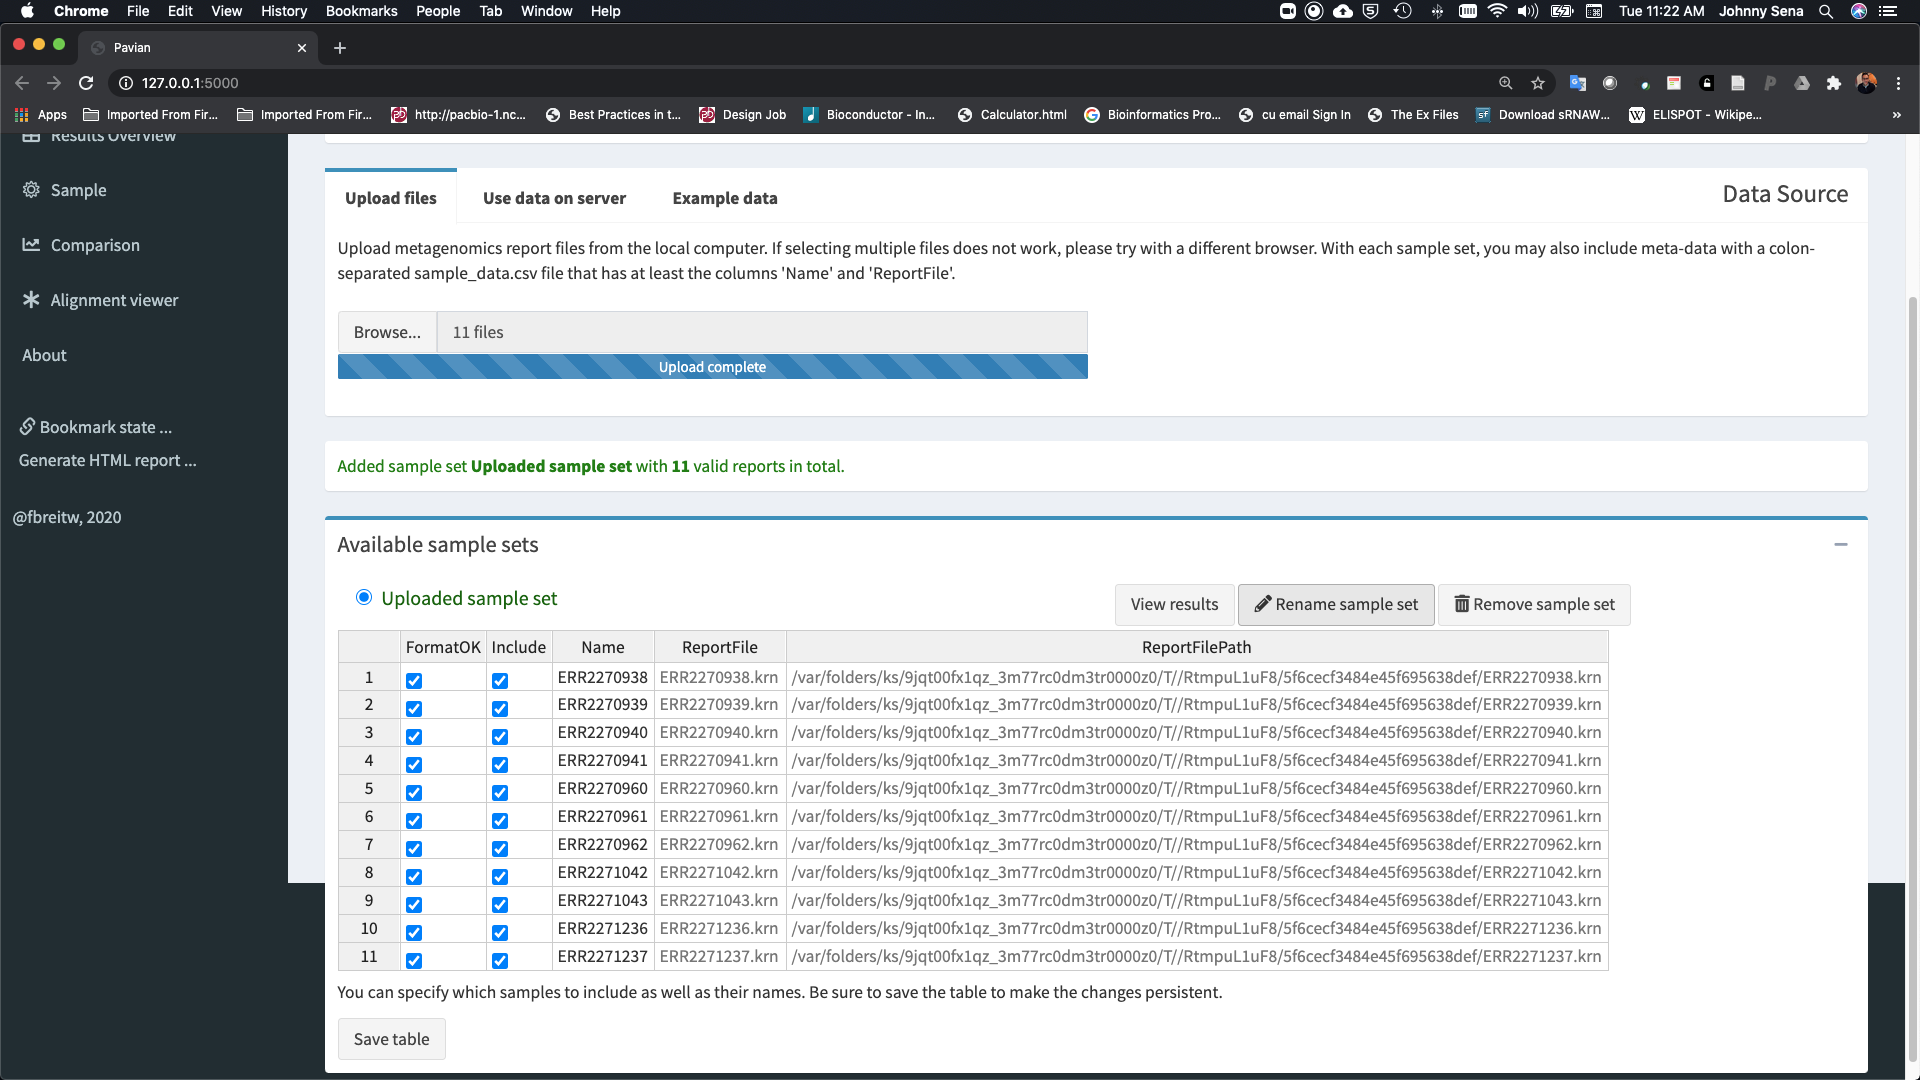 Chrome File Edit View History Bookmarks People Tab Window Help
Tue 11:22 AM Johnny Sena
Pavian
127.0.0.1:5000
Apps Imported From Fir... Imported From Fir... http://pacbio-1.nc... Best Practices in t... Design Job Bioconductor - In... Calculator.html Bioinformatics Pro... cu email Sign In The Ex Files Download sRNAW... ELISPOT - Wikipe... »
Results Overview
Sample
Comparison
Alignment viewer
About
Bookmark state ...
Generate HTML report ...
@fbreitw, 2020
Upload files Use data on server Example data Data Source
Upload metagenomics report files from the local computer. If selecting multiple files does not work, please try with a different browser. With each sample set, you may also include meta-data with a colon-
separated sample_data.csv file that has at least the columns 'Name' and 'ReportFile'.
Browse... 11 files
Upload complete
Added sample set Uploaded sample set with 11 valid reports in total.
Available sample sets
Uploaded sample set View results Rename sample set Remove sample set
FormatOK Include Name ReportFile ReportFilePath
1 ERR2270938 ERR2270938.krn /var/folders/ks/9jqt00fx1qz_3m77rc0dm3tr0000z0/T//RtmpuL1uF8/5f6cecf3484e45f695638def/ERR2270938.krn
2 ERR2270939 ERR2270939.krn /var/folders/ks/9jqt00fx1qz_3m77rc0dm3tr0000z0/T//RtmpuL1uF8/5f6cecf3484e45f695638def/ERR2270939.krn
3 ERR2270940 ERR2270940.krn /var/folders/ks/9jqt00fx1qz_3m77rc0dm3tr0000z0/T//RtmpuL1uF8/5f6cecf3484e45f695638def/ERR2270940.krn
4 ERR2270941 ERR2270941.krn /var/folders/ks/9jqt00fx1qz_3m77rc0dm3tr0000z0/T//RtmpuL1uF8/5f6cecf3484e45f695638def/ERR2270941.krn
5 ERR2270960 ERR2270960.krn /var/folders/ks/9jqt00fx1qz_3m77rc0dm3tr0000z0/T//RtmpuL1uF8/5f6cecf3484e45f695638def/ERR2270960.krn
6 ERR2270961 ERR2270961.krn /var/folders/ks/9jqt00fx1qz_3m77rc0dm3tr0000z0/T//RtmpuL1uF8/5f6cecf3484e45f695638def/ERR2270961.krn
7 ERR2270962 ERR2270962.krn /var/folders/ks/9jqt00fx1qz_3m77rc0dm3tr0000z0/T//RtmpuL1uF8/5f6cecf3484e45f695638def/ERR2270962.krn
8 ERR2271042 ERR2271042.krn /var/folders/ks/9jqt00fx1qz_3m77rc0dm3tr0000z0/T//RtmpuL1uF8/5f6cecf3484e45f695638def/ERR2271042.krn
9 ERR2271043 ERR2271043.krn /var/folders/ks/9jqt00fx1qz_3m77rc0dm3tr0000z0/T//RtmpuL1uF8/5f6cecf3484e45f695638def/ERR2271043.krn
10 ERR2271236 ERR2271236.krn /var/folders/ks/9jqt00fx1qz_3m77rc0dm3tr0000z0/T//RtmpuL1uF8/5f6cecf3484e45f695638def/ERR2271236.krn
11 ERR2271237 ERR2271237.krn /var/folders/ks/9jqt00fx1qz_3m77rc0dm3tr0000z0/T//RtmpuL1uF8/5f6cecf3484e45f695638def/ERR2271237.krn
You can specify which samples to include as well as their names. Be sure to save the table to make the changes persistent.
Save table